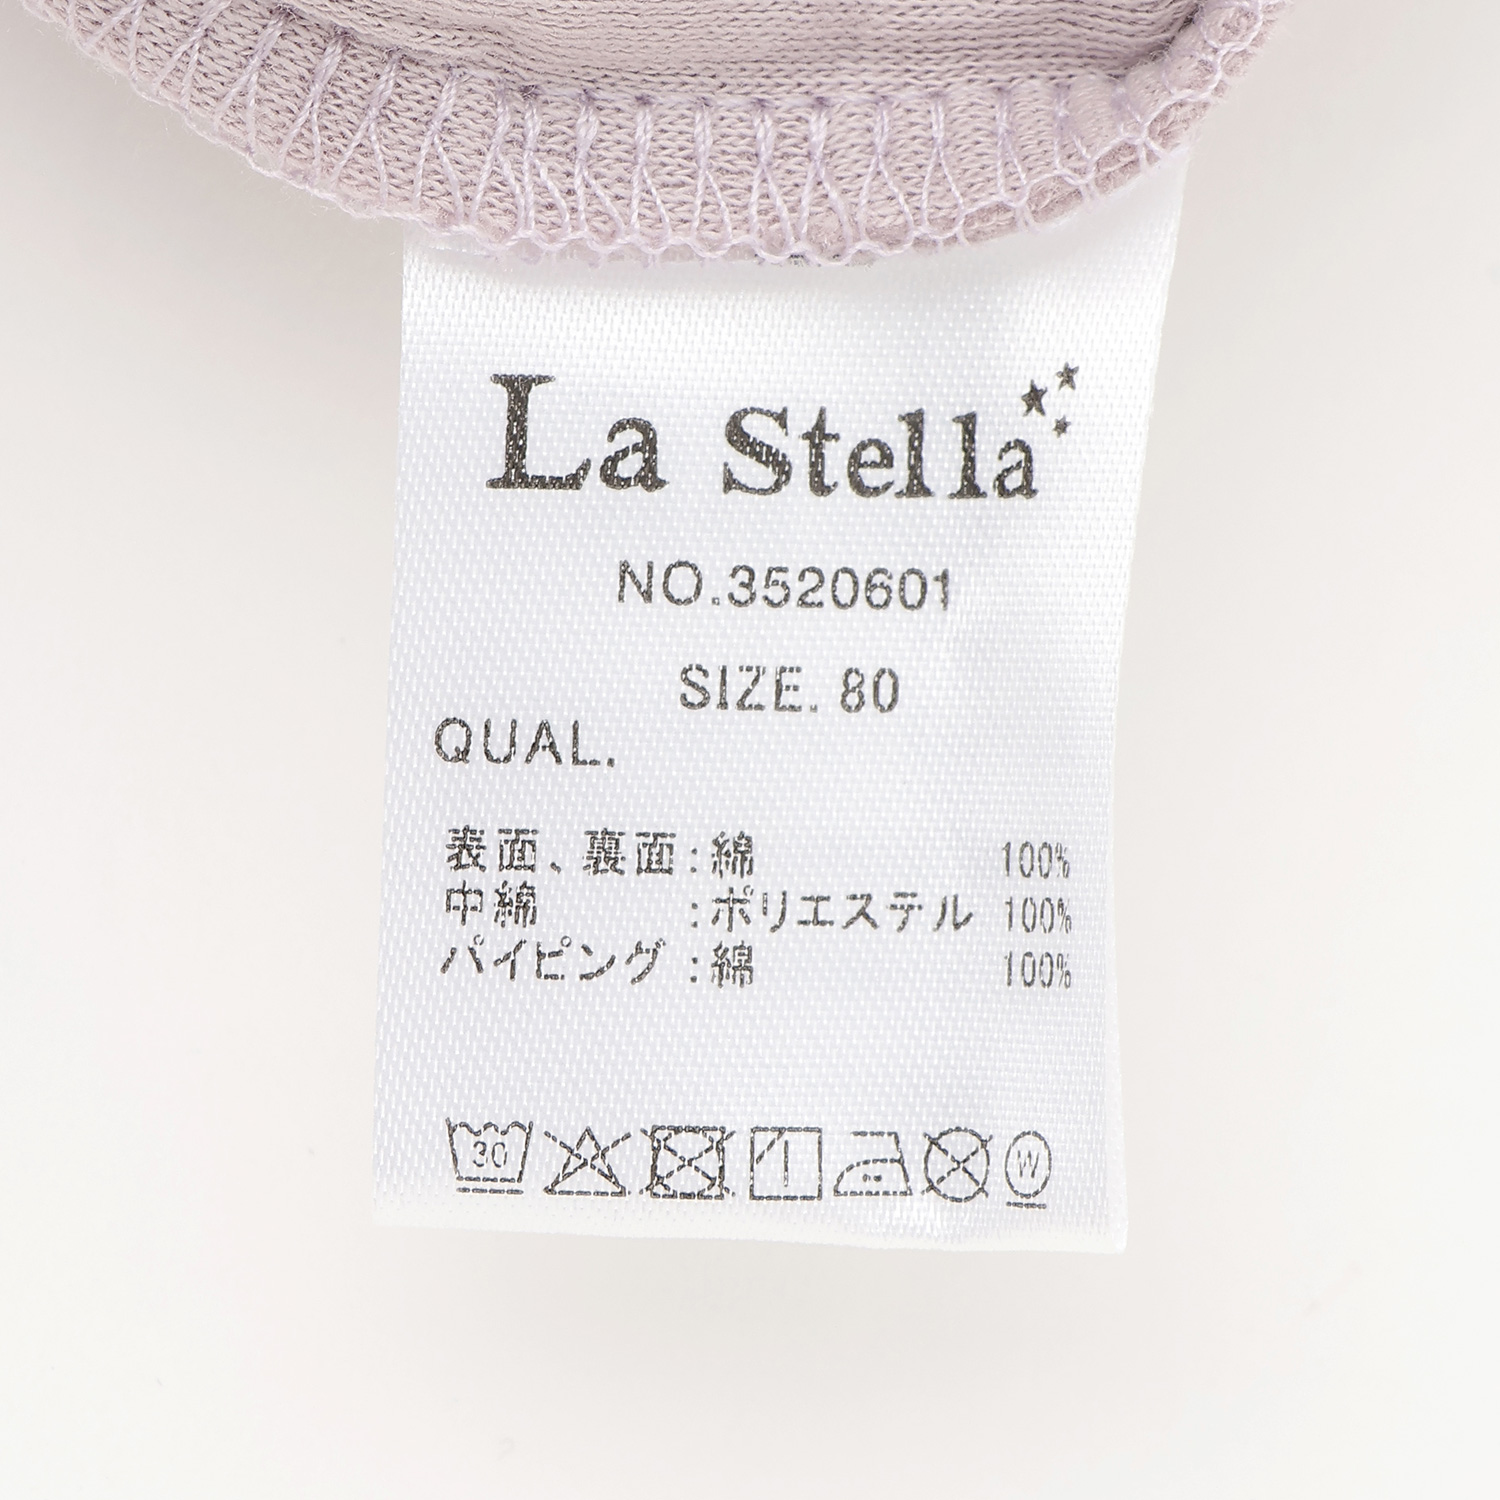 La Stella
NO.3520601
SIZE. 80
QUAL.
表面、裏面:綿 100%
中綿 :ポリエステル 100%
パイピング :綿 100%
30 W